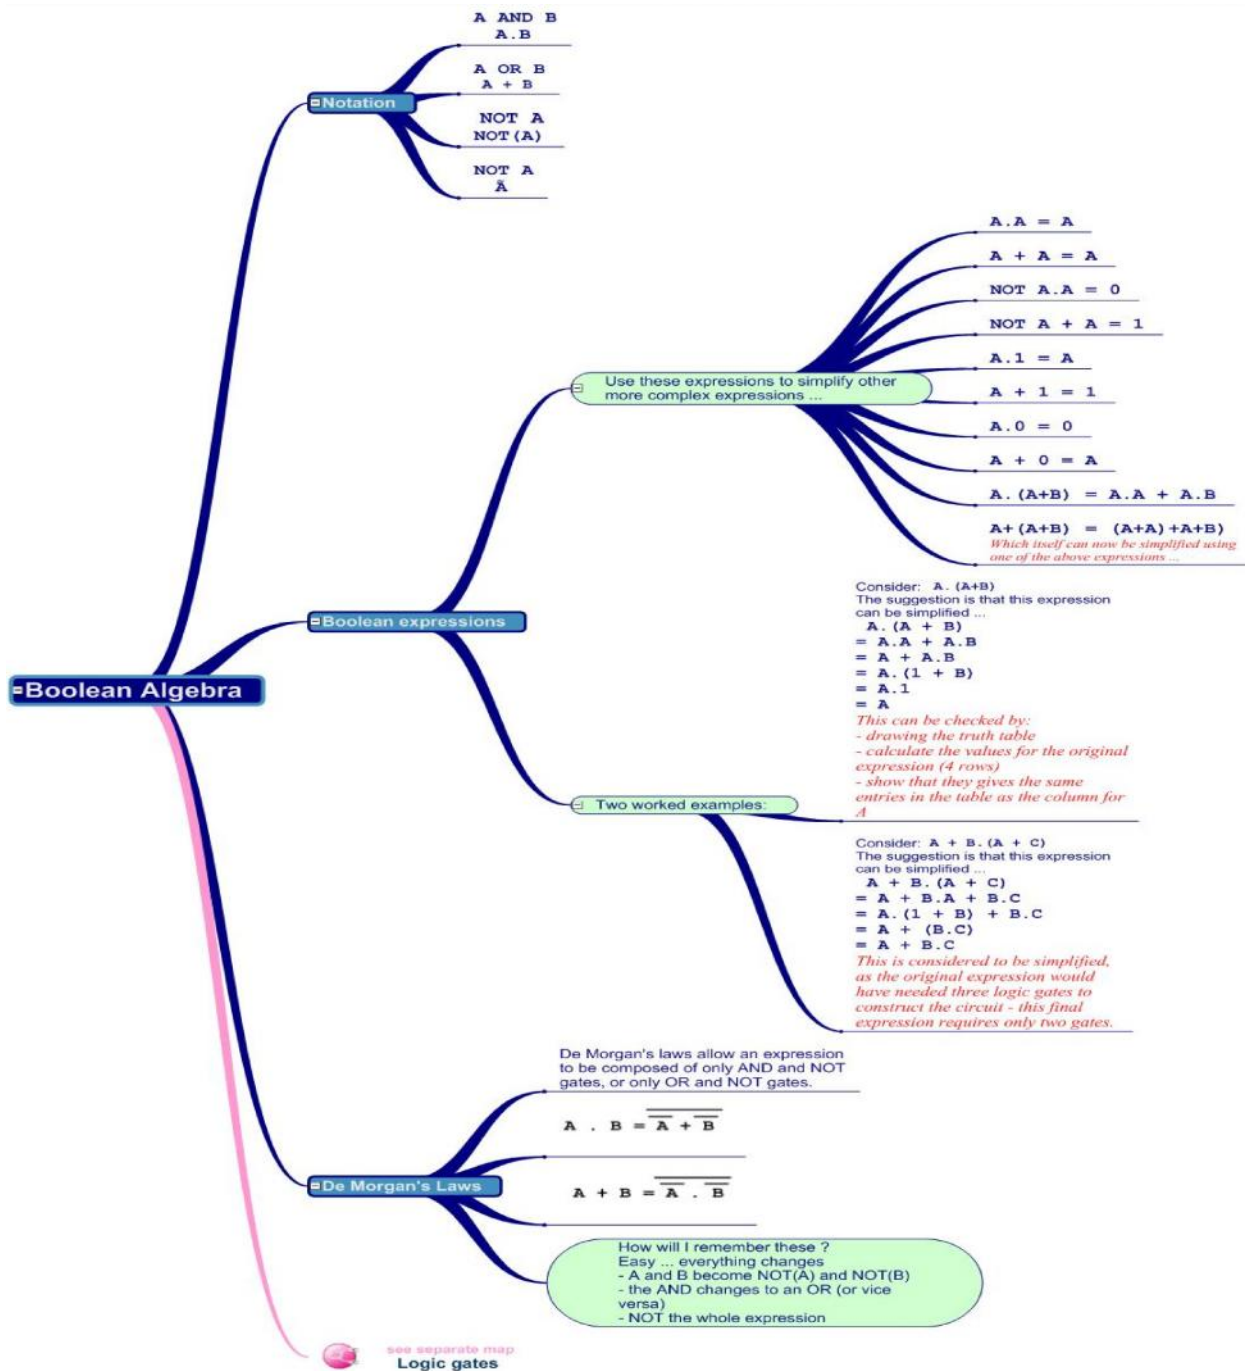 A AND B
A.B
A OR B
A + B
Notation
NOT A
NOT(A)
NOT A
Ā
A.A = A
A + A = A
NOT A.A = 0
NOT A + A = 1
A.1 = A
Use these expressions to simplify other
more complex expressions ...
A + 1 = 1
A.0 = 0
A + 0 = A
A.(A+B) = A.A + A.B
A+(A+B) = (A+A)+A+B)
Which itself can now be simplified using
one of the above expressions ...
Boolean expressions
Consider: A.(A+B)
The suggestion is that this expression
can be simplified ...
A.(A + B)
= A.A + A.B
= A + A.B
= A.(1 + B)
= A.1
= A
This can be checked by:
- drawing the truth table
- calculate the values for the original
expression (4 rows)
- show that they gives the same
entries in the table as the column for
A
Boolean Algebra
Two worked examples:
Consider: A + B.(A + C)
The suggestion is that this expression
can be simplified ...
A + B.(A + C)
= A + B.A + B.C
= A.(1 + B) + B.C
= A + (B.C)
= A + B.C
This is considered to be simplified,
as the original expression would
have needed three logic gates to
construct the circuit - this final
expression requires only two gates.
De Morgan's laws allow an expression
to be composed of only AND and NOT
gates, or only OR and NOT gates.
A . B = A̅ + B̅
De Morgan's Laws
A + B = A̅ . B̅
How will I remember these ?
Easy ... everything changes
- A and B become NOT(A) and NOT(B)
- the AND changes to an OR (or vice
versa)
- NOT the whole expression
see separate map
Logic gates